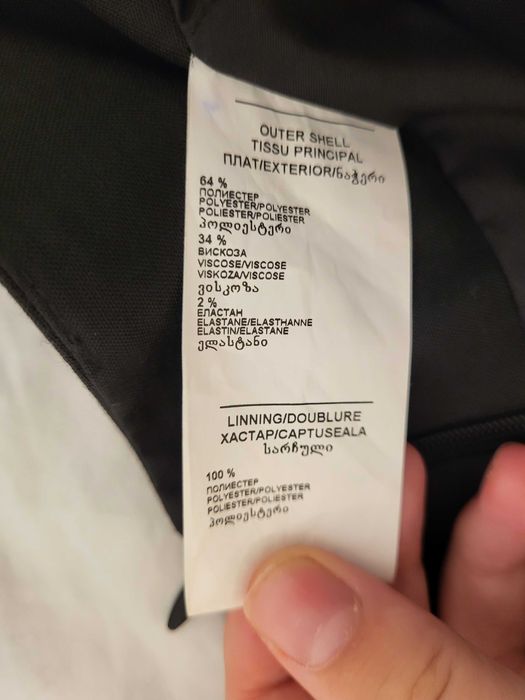 OUTER SHELL
TISSU PRINCIPAL
ПЛАТ/EXTERIOR/ნაჭერი
64 %
ПОЛИЕСТЕР
POLYESTER/POLYESTER
POLIESTER/POLIESTER
პოლიესტერი
34 %
ВИСКОЗА
VISCOSE/VISCOSE
VISKOZA/VISCOSE
ვისკოზა
2 %
ЕЛАСТАН
ELASTANE/ELASTHANNE
ELASTIN/ELASTANE
ელასტანი
LINNING/DOUBLURE
ХАСТАР/CAPTUSEALA
სარჩული
100 %
ПОЛИЕСТЕР
POLYESTER/POLYESTER
POLIESTER/POLIESTER
პოლიესტერი